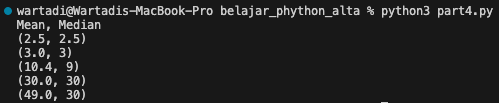 wartadi@Wartadis-MacBook-Pro belajar_phython_alta % python3 part4.py
Mean, Median
(2.5, 2.5)
(3.0, 3)
(10.4, 9)
(30.0, 30)
(49.0, 30)